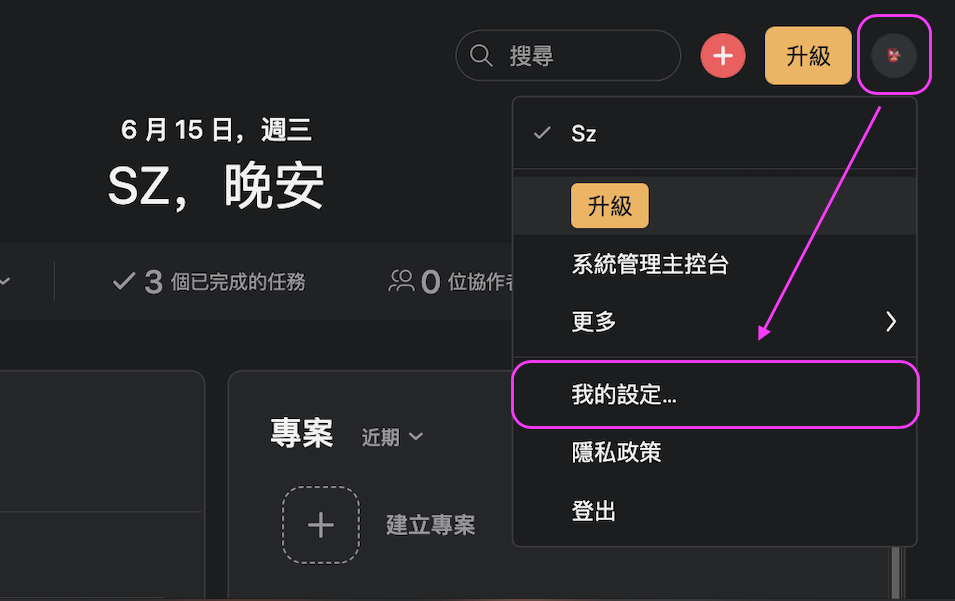 搜尋
升級
6 月 15 日，週三
SZ，晚安
Sz
升級
系統管理主控台
更多
3 個已完成的任務
0 位協作者
我的設定...
隱私政策
登出
專案 近期
建立專案